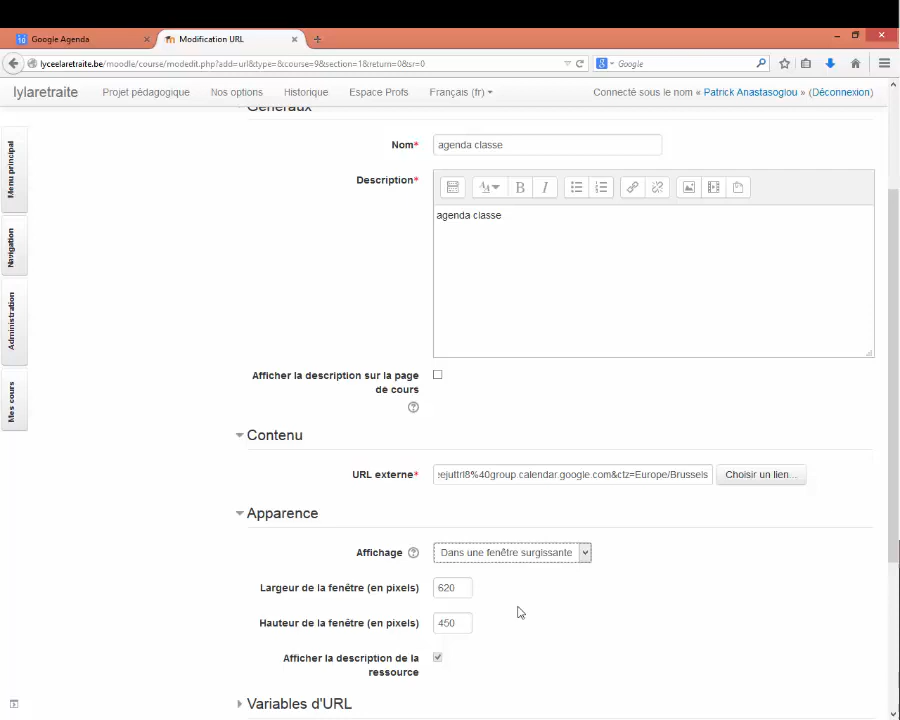 Google Agenda
Modification URL
lyceelaretraite.be/moodle/course/modedit.php?add=url&type=&course=9&section=1&return=0&sr=0
Google
lylaretraite
Projet pédagogique
Nos options
Historique
Espace Profs
Français (fr)
Connecté sous le nom « Patrick Anastasoglou » (Déconnexion)
Menu principal
Navigation
Administration
Mes cours
Généraux
Nom*
agenda classe
Description*
agenda classe
Afficher la description sur la page
de cours
Contenu
URL externe*
eejuttrl8%40group.calendar.google.com&ctz=Europe/Brussels
Choisir un lien...
Apparence
Affichage
Dans une fenêtre surgissante
Largeur de la fenêtre (en pixels)
620
Hauteur de la fenêtre (en pixels)
450
Afficher la description de la
ressource
Variables d'URL